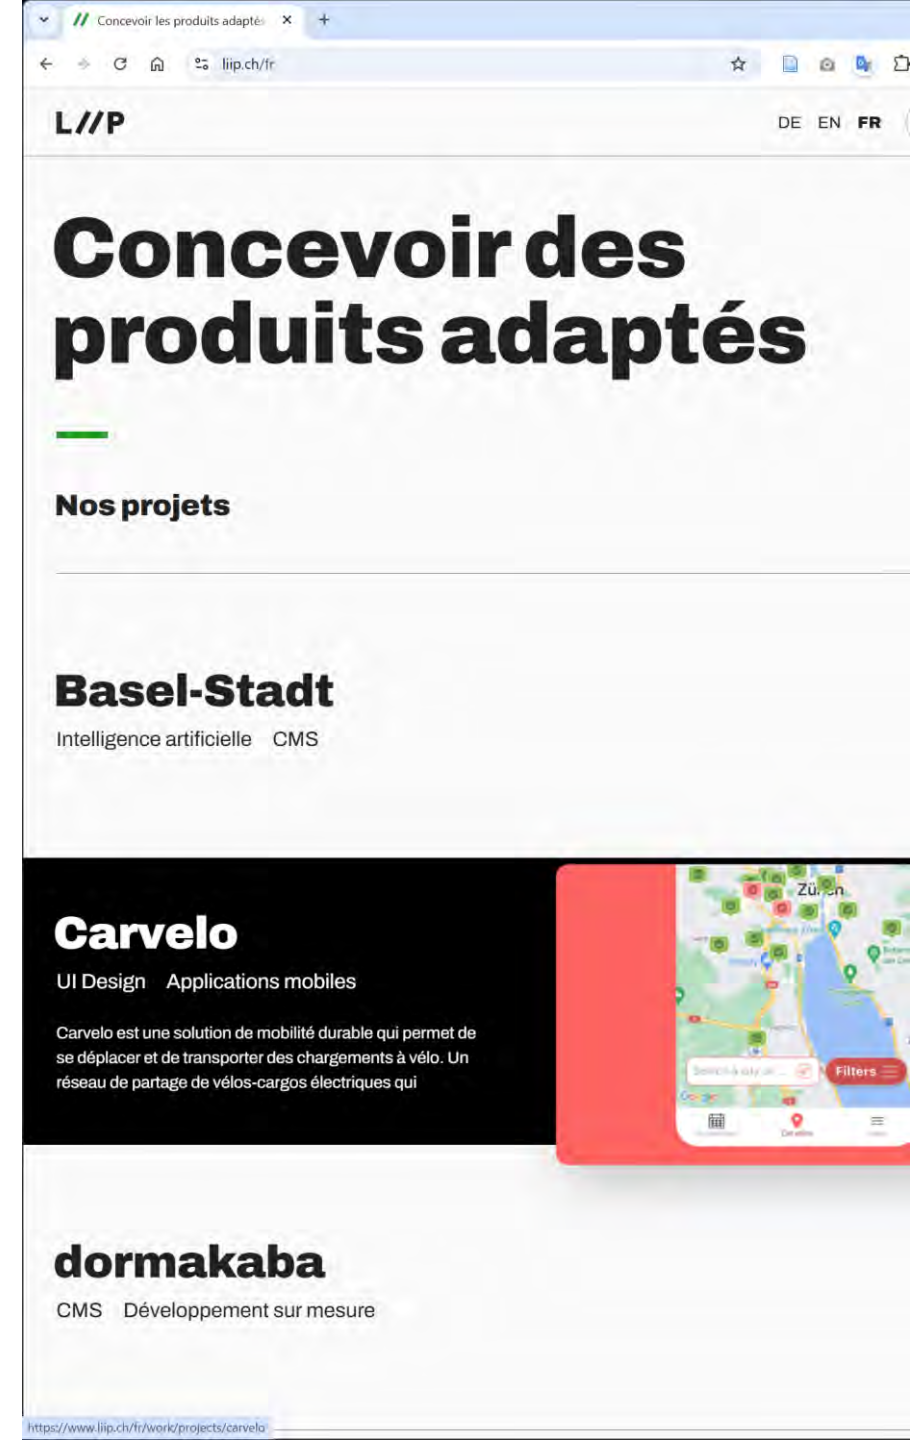 Concevoir les produits adaptés
liip.ch/fr
L//P
DE EN FR
Concevoir des
produits adaptés
Nos projets
Basel-Stadt
Intelligence artificielle CMS
Carvelo
UI Design Applications mobiles
Carvelo est une solution de mobilité durable qui permet de
se déplacer et de transporter des chargements à vélo. Un
réseau de partage de vélos-cargos électriques qui
Filters
dormakaba
CMS Développement sur mesure
https://www.liip.ch/fr/work/projects/carvelo